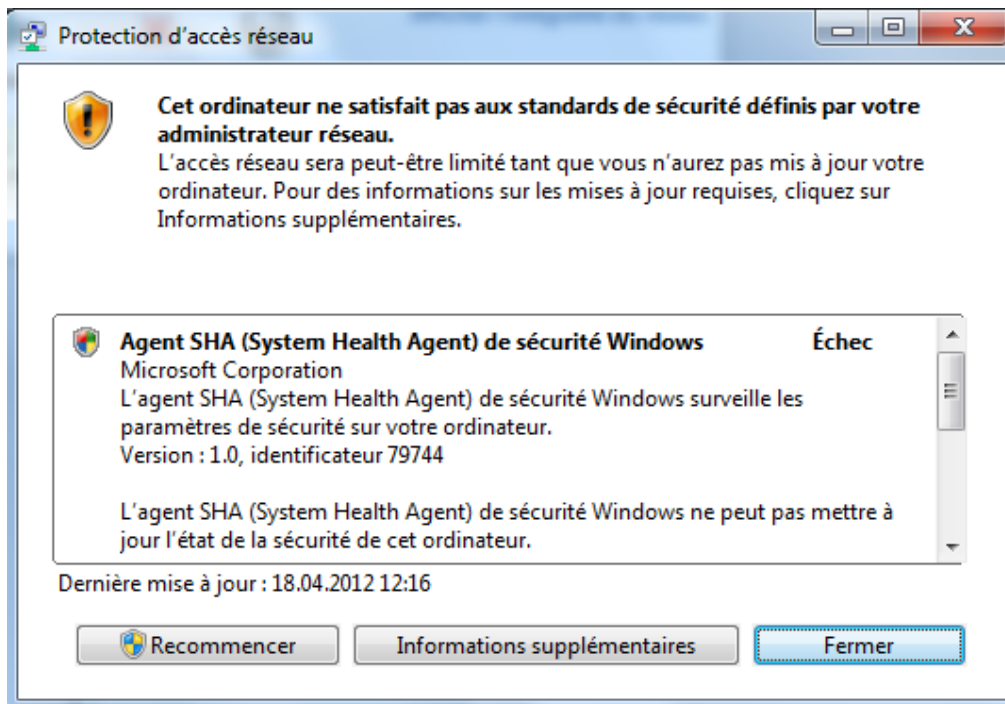 Protection d'accès réseau
Cet ordinateur ne satisfait pas aux standards de sécurité définis par votre
administrateur réseau.
L'accès réseau sera peut-être limité tant que vous n'aurez pas mis à jour votre
ordinateur. Pour des informations sur les mises à jour requises, cliquez sur
Informations supplémentaires.
Agent SHA (System Health Agent) de sécurité Windows Échec
Microsoft Corporation
L'agent SHA (System Health Agent) de sécurité Windows surveille les
paramètres de sécurité sur votre ordinateur.
Version : 1.0, identificateur 79744
L'agent SHA (System Health Agent) de sécurité Windows ne peut pas mettre à
jour l'état de la sécurité de cet ordinateur.
Dernière mise à jour : 18.04.2012 12:16
Recommencer Informations supplémentaires Fermer